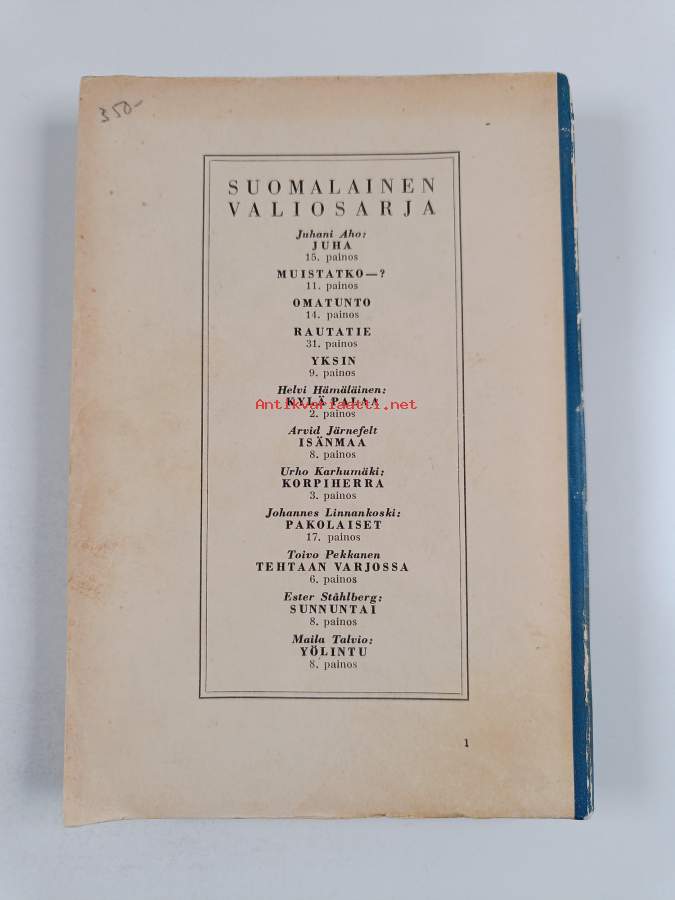 350-
SUOMALAINEN
VALIOSARJA
Juhani Aho:
JUHA
15. painos
MUISTATKO—?
11. painos
OMATUNTO
14. painos
RAUTATIE
31. painos
YKSIN
9. painos
Helvi Hämäläinen:
KYLÄ PALAA
Antikvariaatti.net
2. painos
Arvid Järnefelt
ISÄNMAA
8. painos
Urho Karhumäki:
KORPIHERRA
3. painos
Johannes Linnankoski:
PAKOLAISET
17. painos
Toivo Pekkanen
TEHTAAN VARJOSSA
6. painos
Ester Ståhlberg:
SUNNUNTAI
8. painos
Maila Talvio:
YÖLINTU
8. painos
1